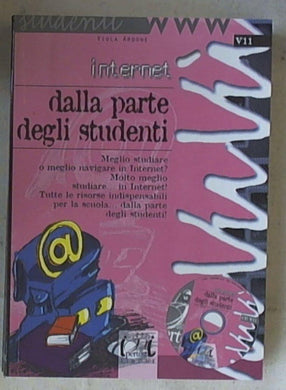 studenti www
VIOLA ARDONE
V11
internet
dalla parte
degli studenti
Meglio studiare
o meglio navigare in Internet?
Molto meglio
studiare... in Internet!
Tutte le risorse indispensabili
per la scuola... dalla parte
degli studenti!
@
@
dalla parte
degli studenti